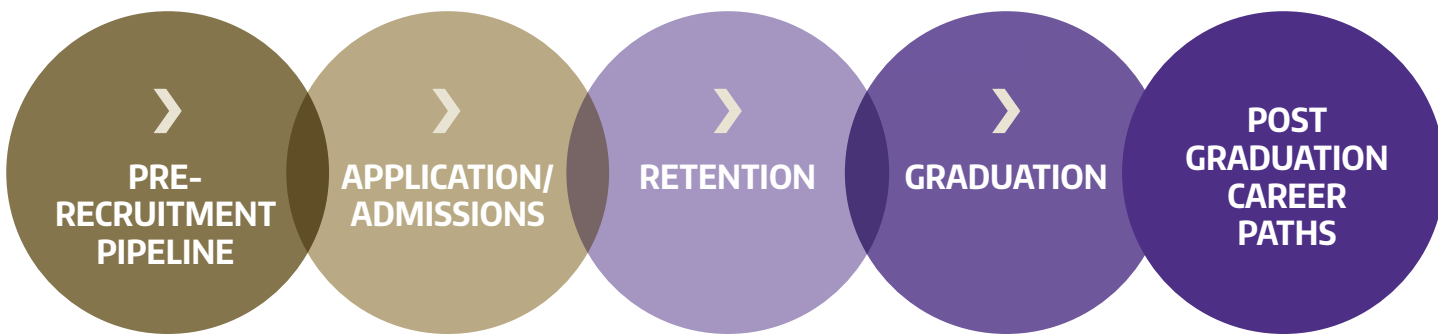 PRE-
RECRUITMENT
PIPELINE
APPLICATION/
ADMISSIONS
RETENTION
GRADUATION
POST
GRADUATION
CAREER
PATHS